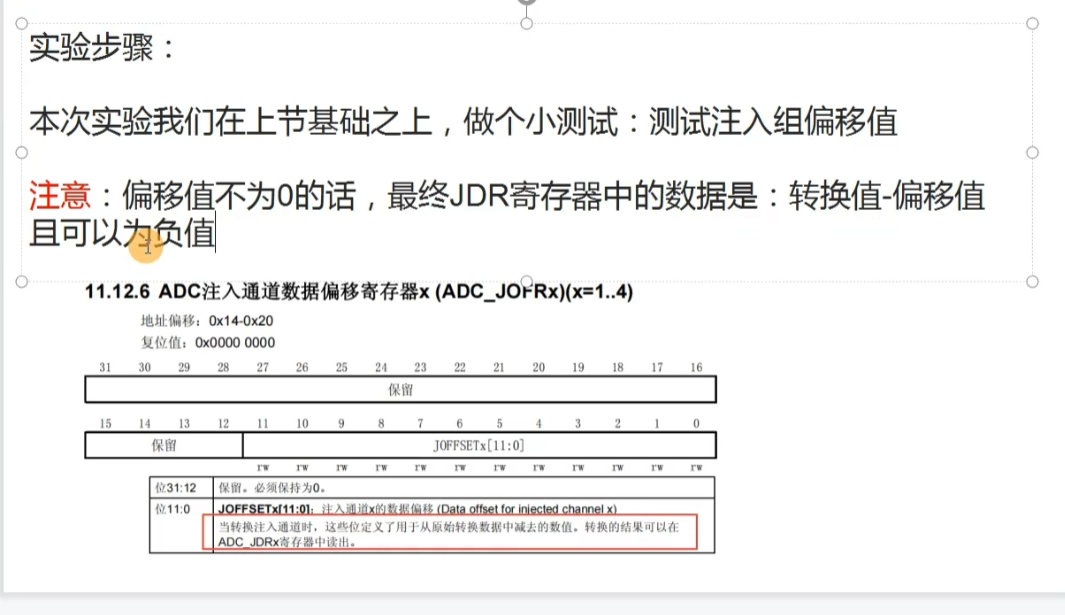 实验步骤：
本次实验我们在上节基础之上，做个小测试：测试注入组偏移值
注意：偏移值不为0的话，最终JDR寄存器中的数据是：转换值-偏移值
且可以为负值
11.12.6 ADC注入通道数据偏移寄存器x (ADC_JOFRx)(x=1..4)
地址偏移：0x14-0x20
复位值：0x0000 0000
31 30 29 28 27 26 25 24 23 22 21 20 19 18 17 16
保留
15 14 13 12 11 10 9 8 7 6 5 4 3 2 1 0
保留 JOFFSETx[11:0]
rw rw rw rw rw rw rw rw rw rw rw rw
位31:12 保留。必须保持为0。
位11:0 JOFFSETx[11:0]：注入通道x的数据偏移 (Data offset for injected channel x)
当转换注入通道时，这些位定义了用于从原始转换数据中减去的数值。转换的结果可以在
ADC_JDRx寄存器中读出。